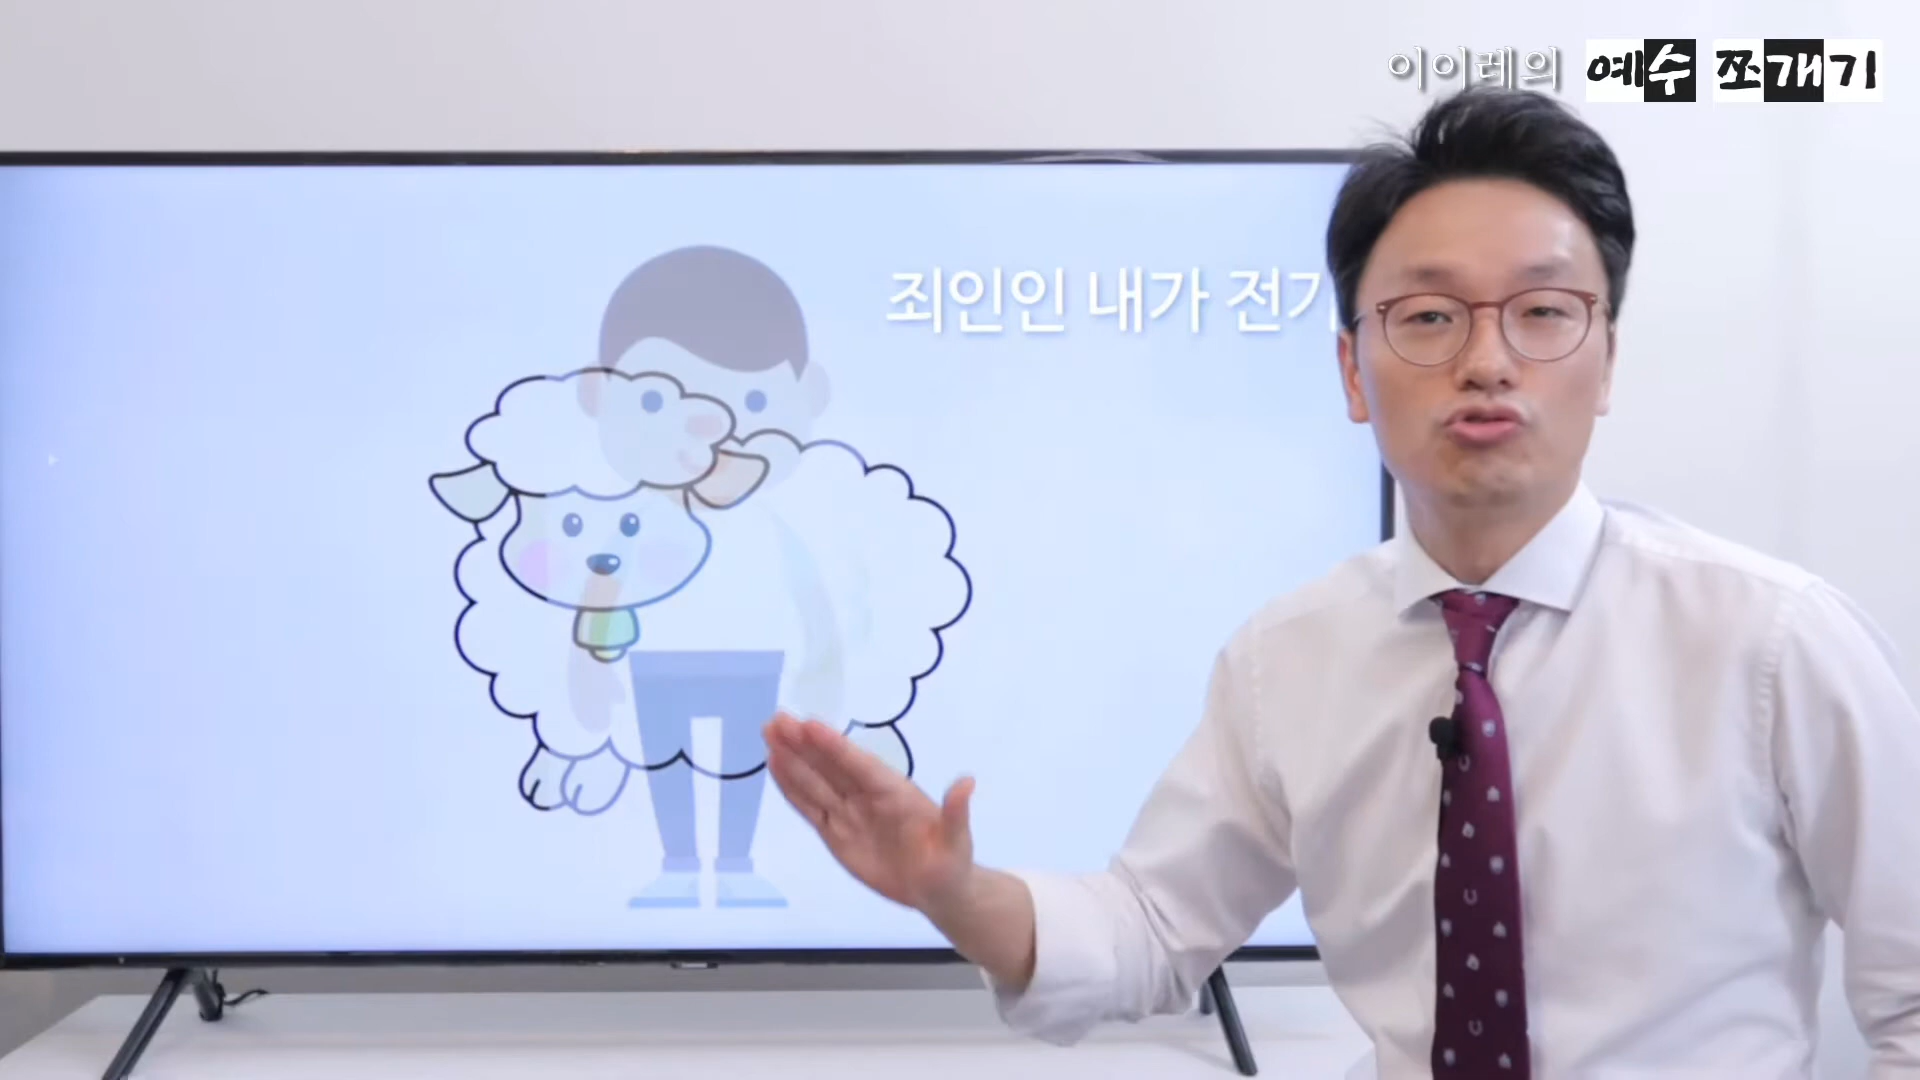 이이레의 예수 쪼개기
죄인인 내가 전가